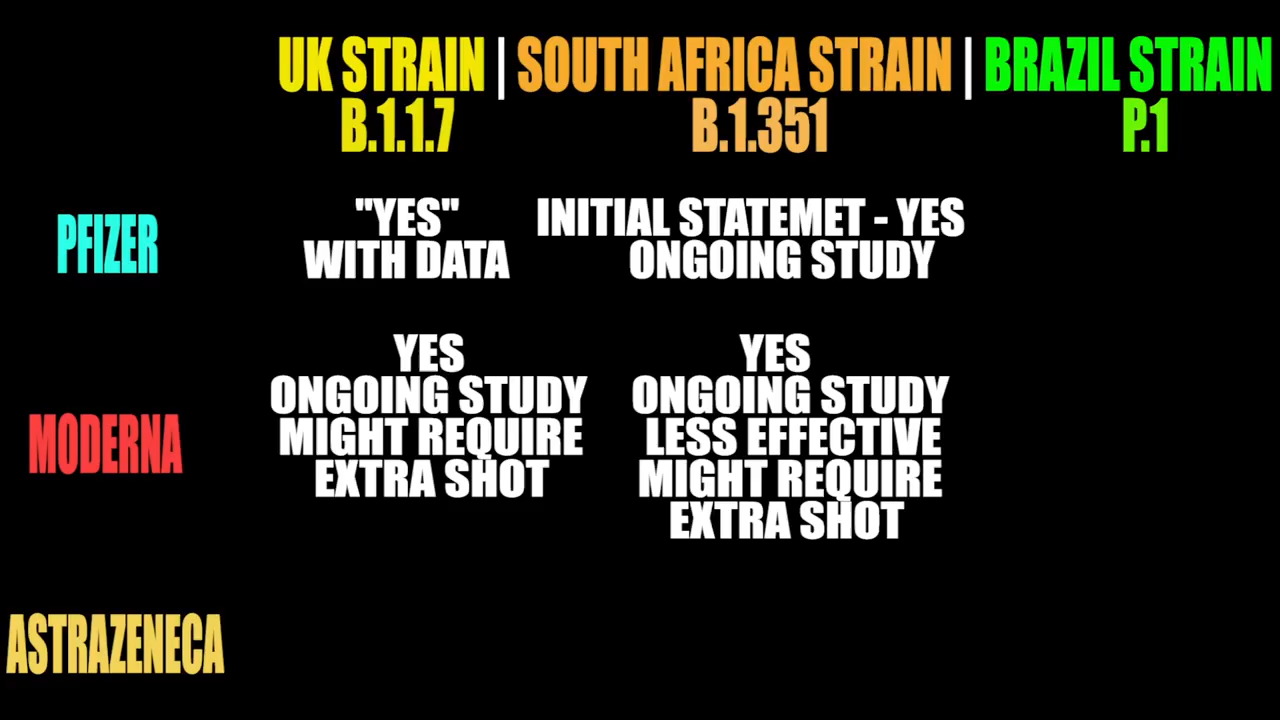 UK STRAIN | SOUTH AFRICA STRAIN | BRAZIL STRAIN
B.1.1.7 B.1.351 P.1
PFIZER
"YES"
WITH DATA
INITIAL STATEMET - YES
ONGOING STUDY
MODERNA
YES
ONGOING STUDY
MIGHT REQUIRE
EXTRA SHOT
YES
ONGOING STUDY
LESS EFFECTIVE
MIGHT REQUIRE
EXTRA SHOT
ASTRAZENECA